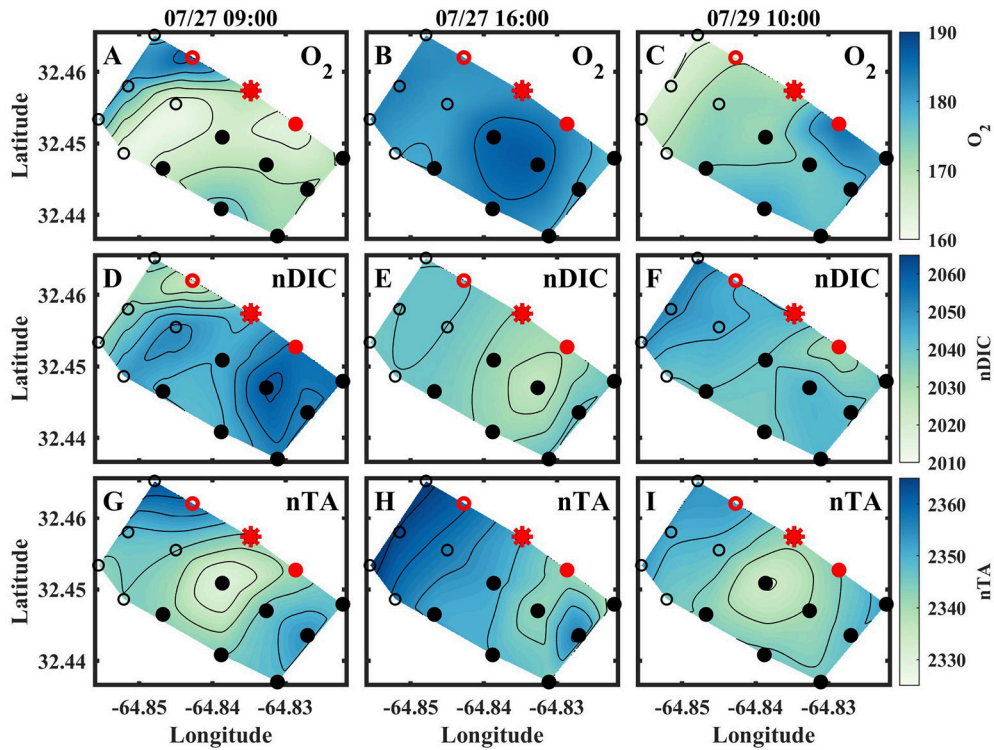 07/27 09:00 07/27 16:00 07/29 10:00
A O2 B O2 C O2 190
32.46
180
Latitude O2
32.45
170
32.44
160
D nDIC E nDIC F nDIC 2060
32.46 2050
2040
Latitude nDIC
32.45 2030
2020
32.44
2010
G nTA H nTA I nTA 2360
32.46
2350
Latitude nTA
32.45 2340
32.44 2330
-64.85 -64.84 -64.83 -64.85 -64.84 -64.83 -64.85 -64.84 -64.83
Longitude Longitude Longitude